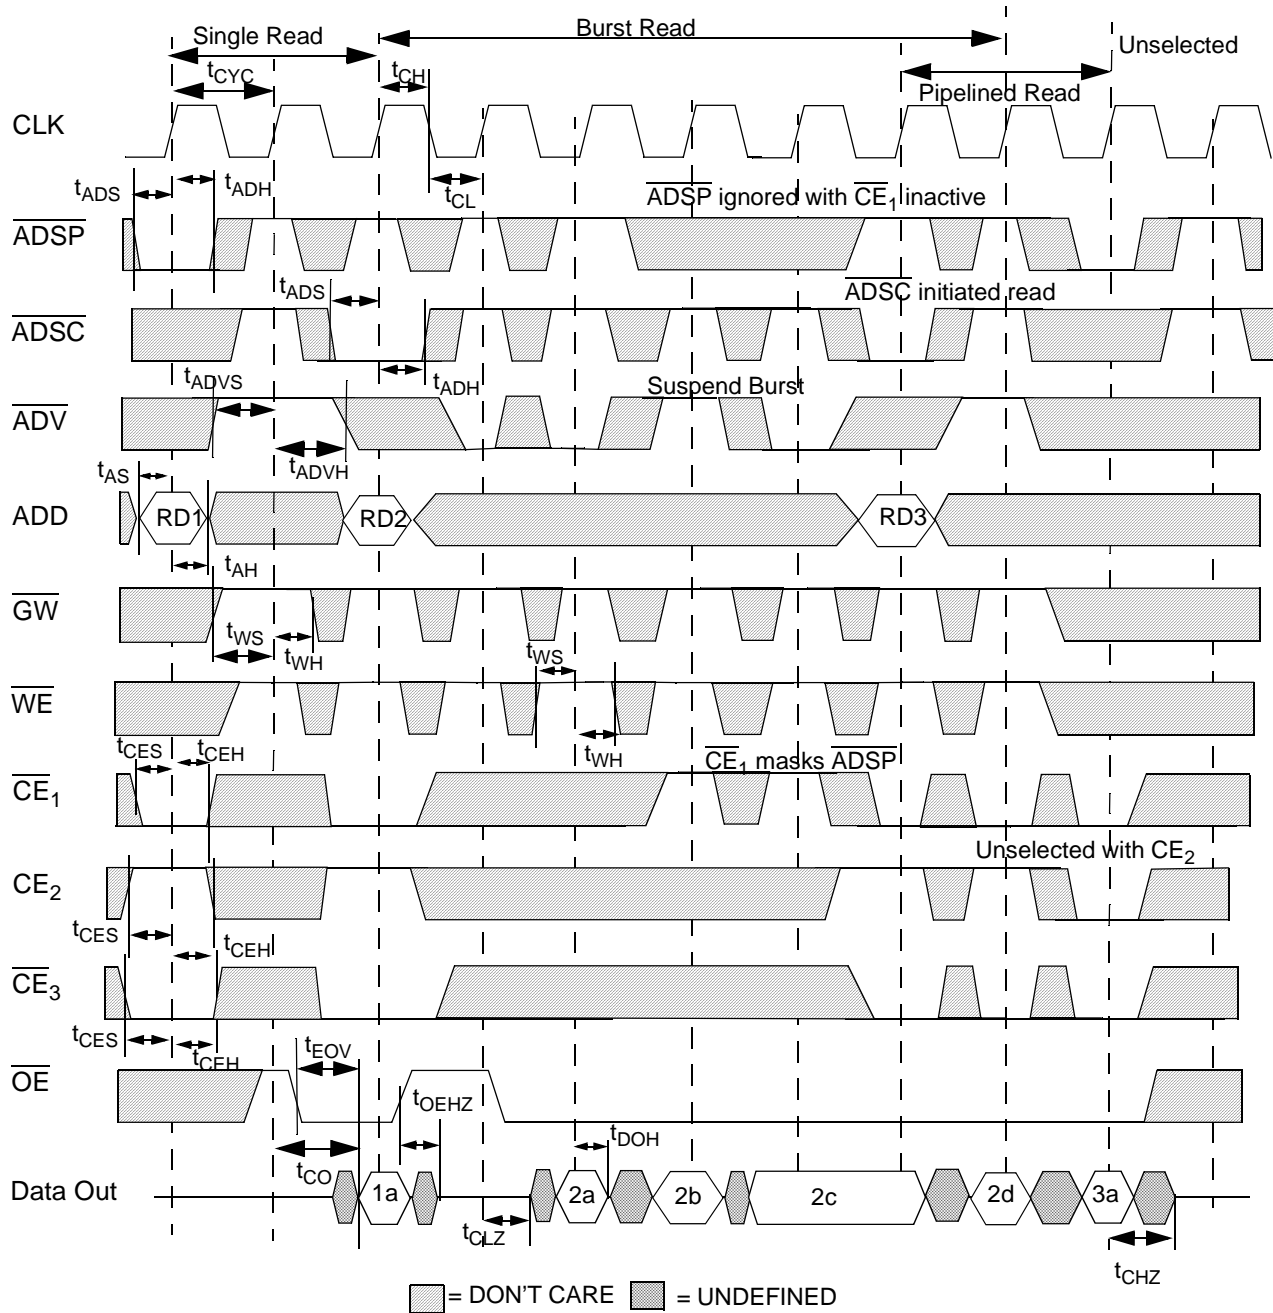 Burst Read
Single Read
Unselected
tCYC
tCH
Pipelined Read
CLK
tADS
tADH
tCL
ADSP ignored with CE1 inactive
ADSP
tADS
ADSC initiated read
ADSC
tADVS
tADH
Suspend Burst
ADV
tADVH
tAS
ADD
RD1
RD2
RD3
tAH
GW
tWS
tWH
tWS
WE
tCES
tCEH
tWH
CE1 masks ADSP
CE1
Unselected with CE2
CE2
tCES
tCEH
CE3
tCES
tCEH
tEOV
OE
tOEHZ
tDOH
tCO
Data Out
1a
2a
2b
2c
2d
3a
tCLZ
tCHZ
= DON'T CARE
= UNDEFINED